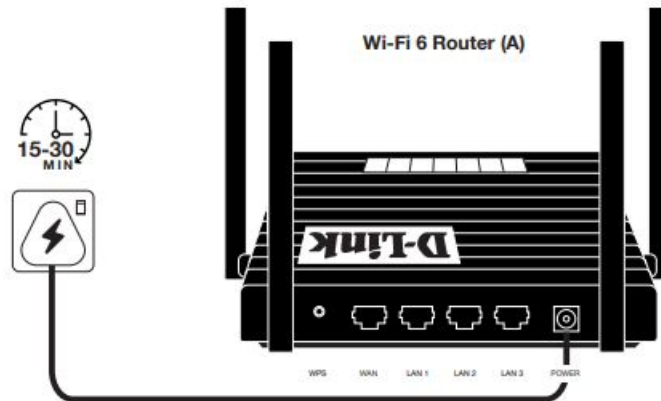 Wi-Fi 6 Router (A)
15-30
MIN
D-Link
WPS WAN LAN 1 LAN 2 LAN 3 POWER